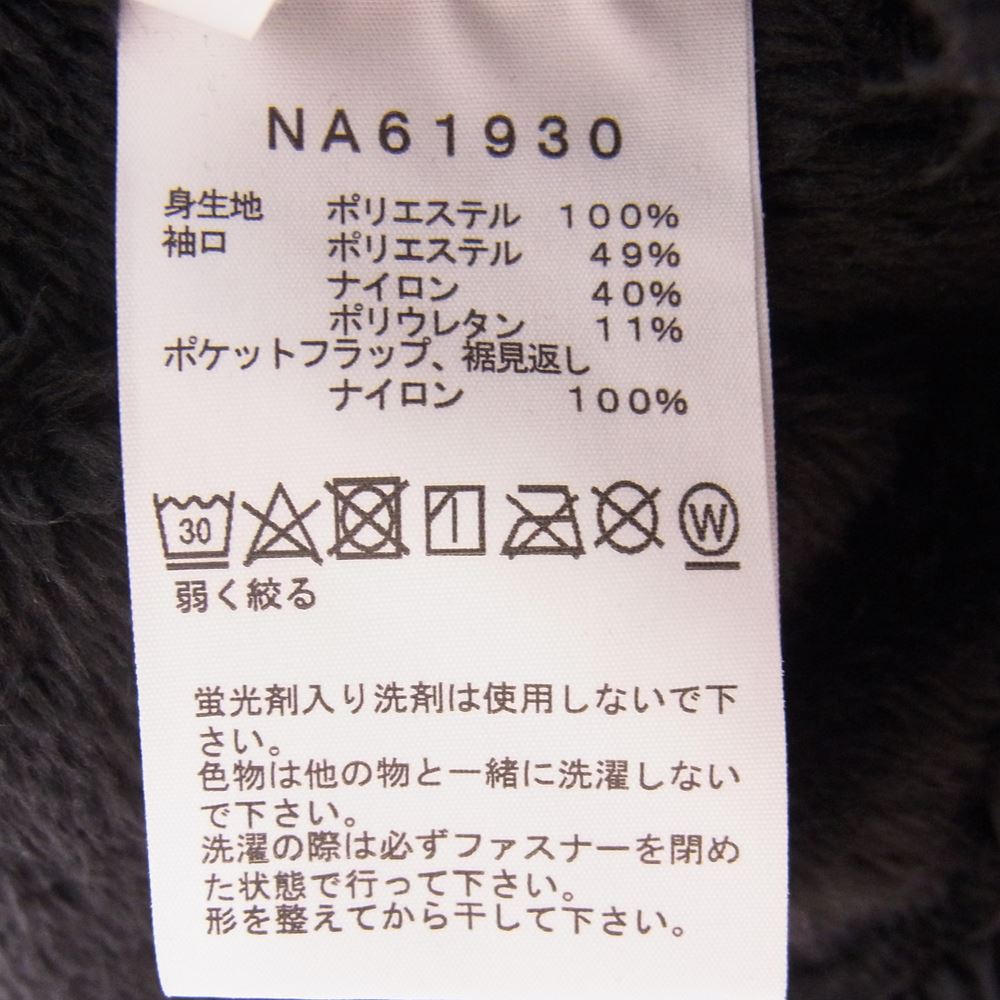 NA61930
身生地 ポリエステル 100%
袖口 ポリエステル 49%
ナイロン 40%
ポリウレタン 11%
ポケットフラップ、裾見返し
ナイロン 100%
30 W
弱く絞る
蛍光剤入り洗剤は使用しないで下
さい。
色物は他の物と一緒に洗濯しない
で下さい。
洗濯の際は必ずファスナーを閉め
た状態で行って下さい。
形を整えてから干して下さい。